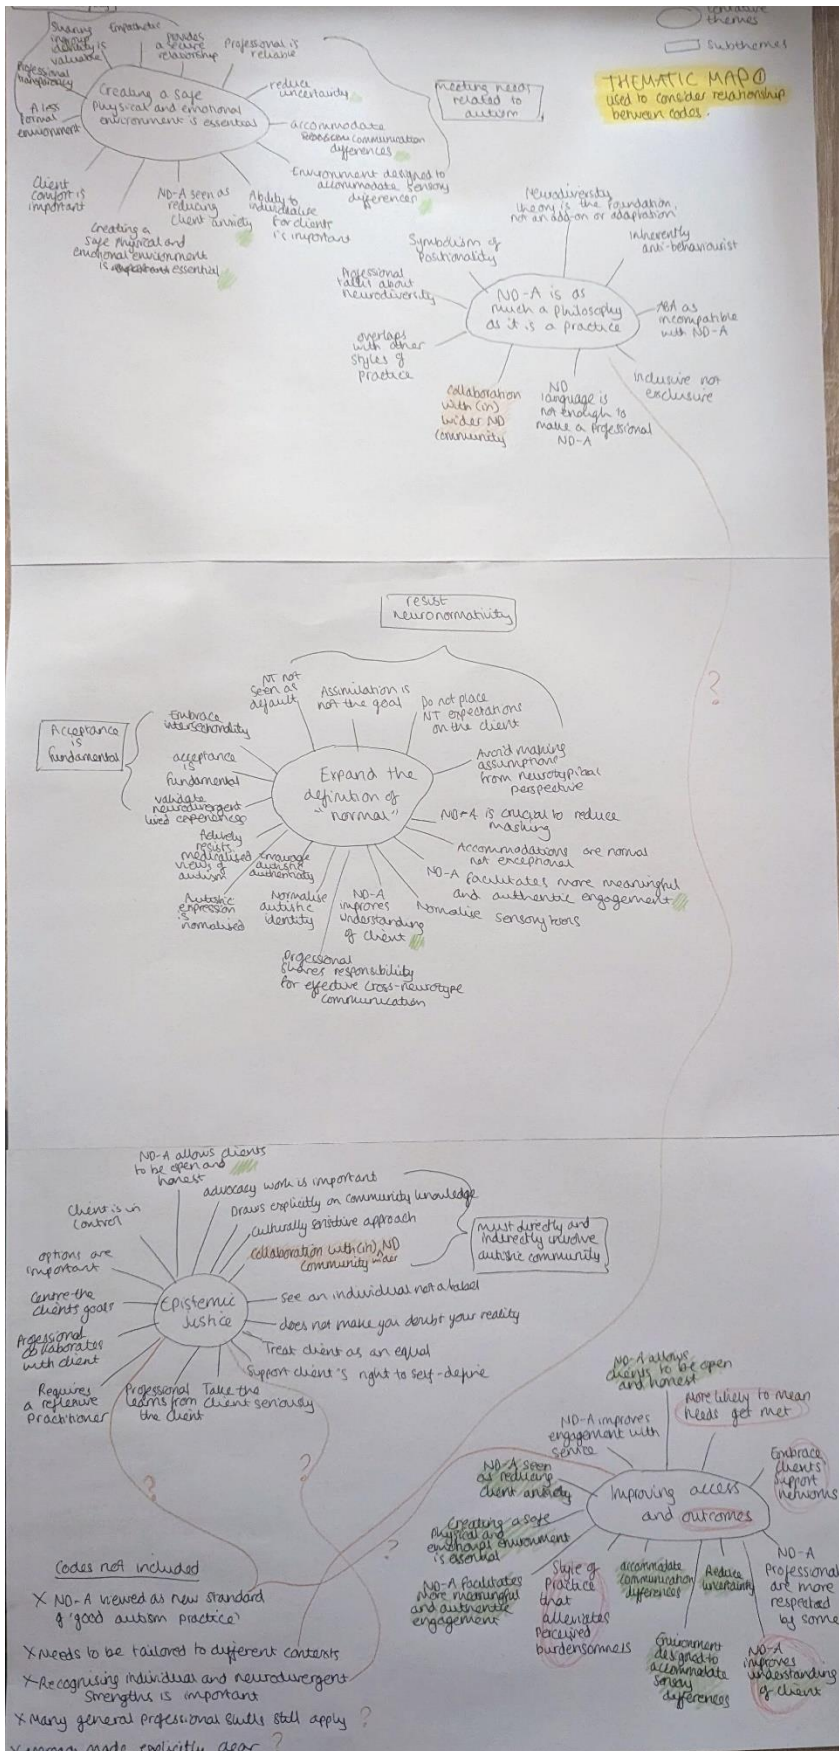 Sharing
ingroup
identity is
valuable
Empathetic
provides
a secure
relationship
Professional is
reliable
Professional
transparency
A less
formal
environment
Creating a safe
physical and emotional
environment is essential
reduce
uncertainty
accommodate
communication
differences
Environment designed to
accommodate sensory
differences
meeting needs
related to
autism
Client
comfort is
important
Creating a
safe physical and
emotional environment
is essential
ND-A seen as
reducing
client anxiety
Ability to
individualise
for clients
is important
themes
Subthemes
THEMATIC MAP ①
used to consider relationship
between codes.
Neurodiversity
theory is the foundation,
not an add-on or adaptation
Symbolism of
Positionality
inherently
anti-behaviourist
Professional
talks about
neurodiversity
ND-A is as
much a philosophy
as it is a practice
ABA as
incompatible
with ND-A
overlaps
with other
styles of
practice
collaboration
with (in)
wider ND
community
ND
language is
not enough to
make a professional
ND-A
inclusive not
exclusive
resist
neuronormativity
?
NT not
seen as
default
Assimilation is
not the goal
Do not place
NT expectations
on the client
Acceptance
is
fundamental
Embrace
intersectionality
acceptance
is
fundamental
validate
neurodivergent
lived experiences
Expand the
definition of
"normal"
Avoid making
assumptions
from neurotypical
perspective
ND-A is crucial to reduce
masking
Accommodations are normal
not exceptional
ND-A facilitates more meaningful
and authentic engagement
Normalise sensory tools
Actively
resists
medicalised
views of
autism
Encourage
autistic
authenticity
Autistic
expression
is
normalised
Normalise
autistic
identity
ND-A
improves
understanding
of client
Professional
shares responsibility
for effective cross-neurotype
communication
ND-A allows clients
to be open and
honest
advocacy work is important
Draws explicitly on community knowledge
culturally sensitive approach
collaboration with (in) ND
community wider
must directly and
indirectly involve
autistic community
Client is in
control
options are
important
Centre the
clients goals
Professional
collaborates
with client
Requires
a reflexive
practitioner
Epistemic
Justice
see an individual not a label
does not make you doubt your reality
Treat client as an equal
Support client's right to self-define
Professional
learns from
the client
Take the
client seriously
?
?
?
ND-A allows
clients to be open
and honest
More likely to mean
needs get met
ND-A improves
engagement with
service
ND-A seen
as reducing
client anxiety
Improving access
and outcomes
Embrace
clients
support
networks
Creating a safe
physical and
emotional environment
is essential
ND-A facilitates
more meaningful
and authentic
engagement
Style of
practice
that
alleviates
perceived
burdensomness
accommodate
communication
differences
Reduce
uncertainty
ND-A
Professional
are more
respected
by some
Environment
designed to
accommodate
sensory
differences
ND-A
improves
understanding
of client
Codes not included
X ND-A viewed as new standard
of 'good autism practice'
X Needs to be tailored to different contexts
X Recognising individual and neurodivergent
strengths is important
X Many general professional skills still apply ?
made explicitly clear ?